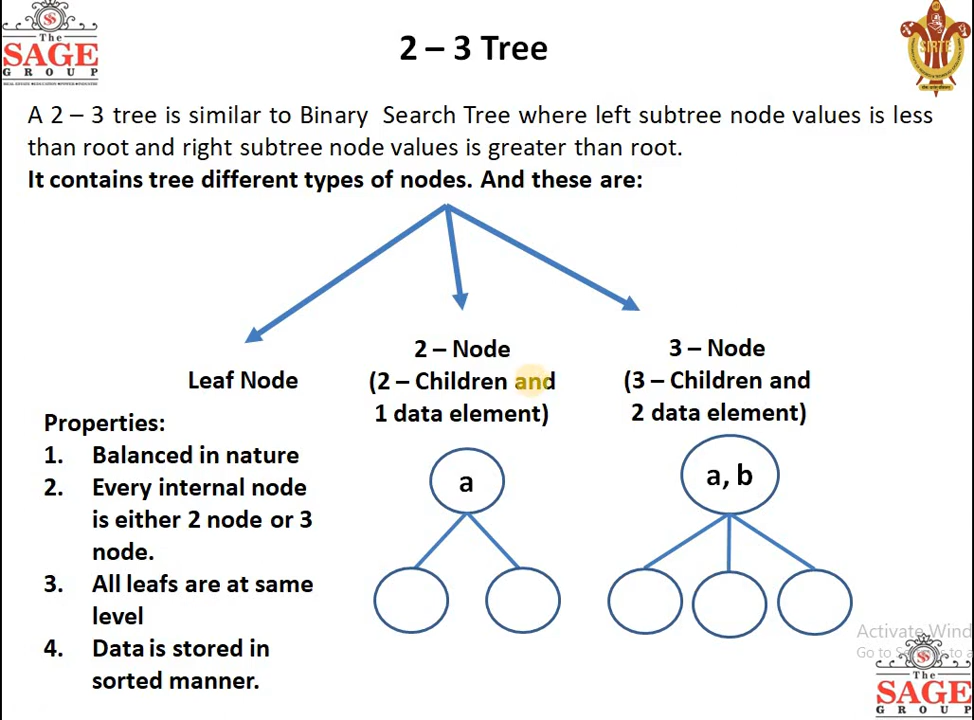 The
SAGE
GROUP
2 – 3 Tree
SIRTE
A 2 – 3 tree is similar to Binary Search Tree where left subtree node values is less
than root and right subtree node values is greater than root.
It contains tree different types of nodes. And these are:
Leaf Node
2 – Node
(2 – Children and
1 data element)
3 – Node
(3 – Children and
2 data element)
Properties:
1. Balanced in nature
2. Every internal node
is either 2 node or 3
node.
3. All leafs are at same
level
4. Data is stored in
sorted manner.
a
a, b
Activate Wind
Go to
to a
The
SAGE
GROUP